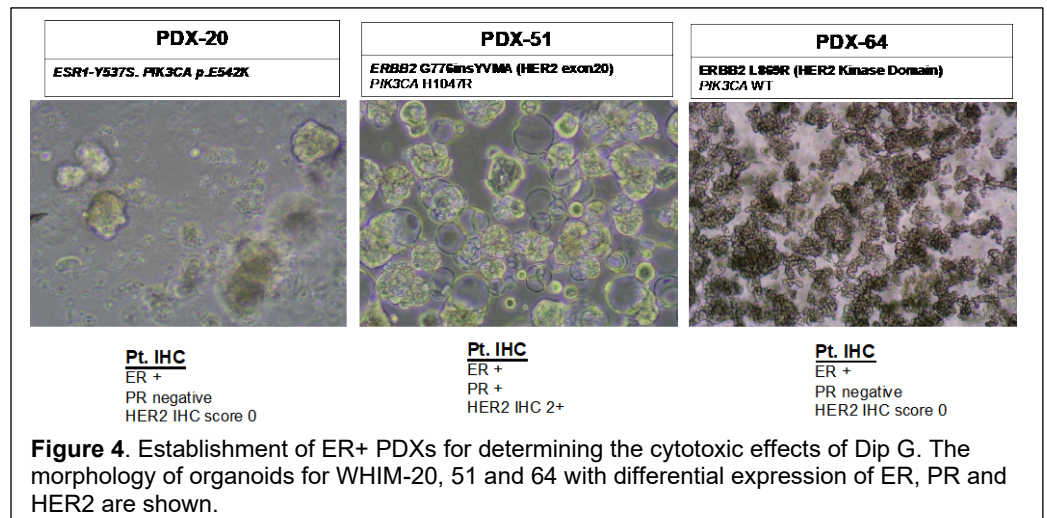 PDX-20
ESR1-Y537S. PIK3CA p.E542K
PDX-51
ERBB2 G776insYVMA (HER2 exon20)
PIK3CA H1047R
PDX-64
ERBB2 L869R (HER2 Kinase Domain)
PIK3CA WT
Pt. IHC
ER +
PR negative
HER2 IHC score 0
Pt. IHC
ER +
PR +
HER2 IHC 2+
Pt. IHC
ER +
PR negative
HER2 IHC score 0
Figure 4. Establishment of ER+ PDXs for determining the cytotoxic effects of Dip G. The
morphology of organoids for WHIM-20, 51 and 64 with differential expression of ER, PR and
HER2 are shown.